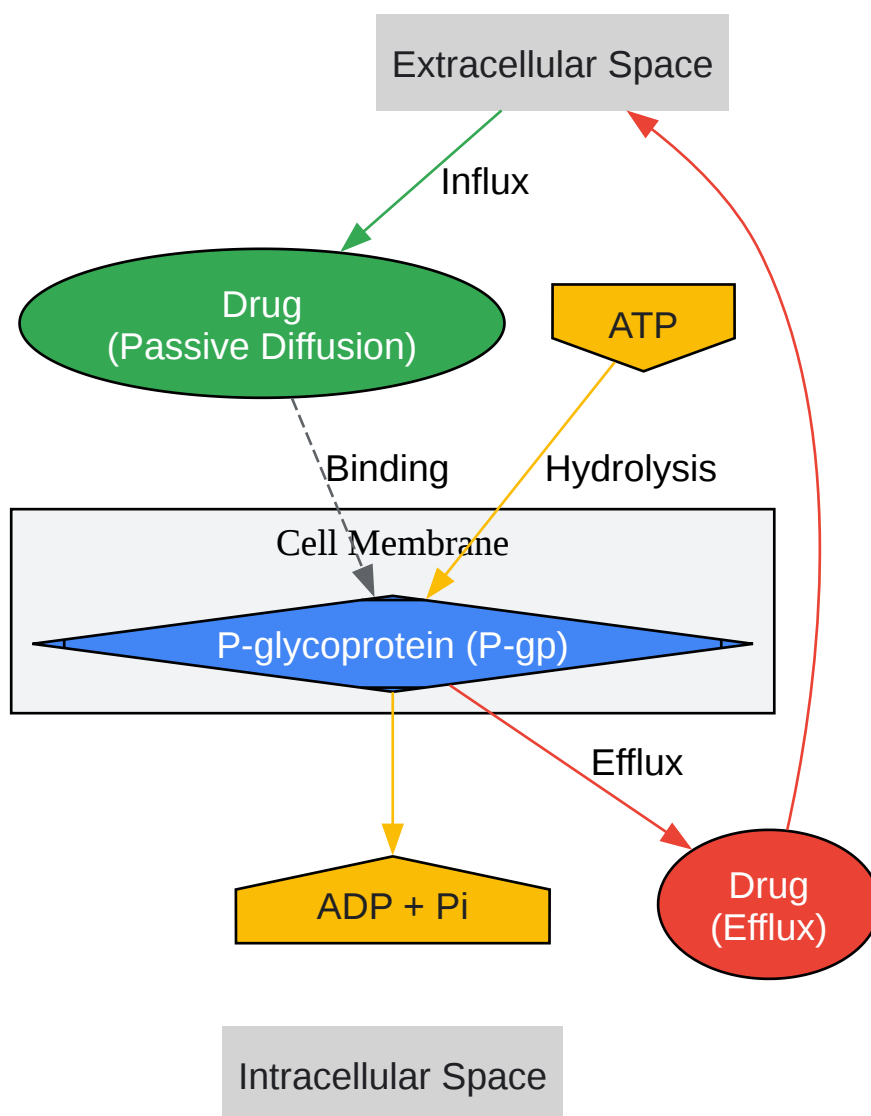 Extracellular Space
Influx
Drug
(Passive Diffusion)
ATP
Binding
Hydrolysis
Cell Membrane
P-glycoprotein (P-gp)
Efflux
ADP + Pi
Drug
(Efflux)
Intracellular Space